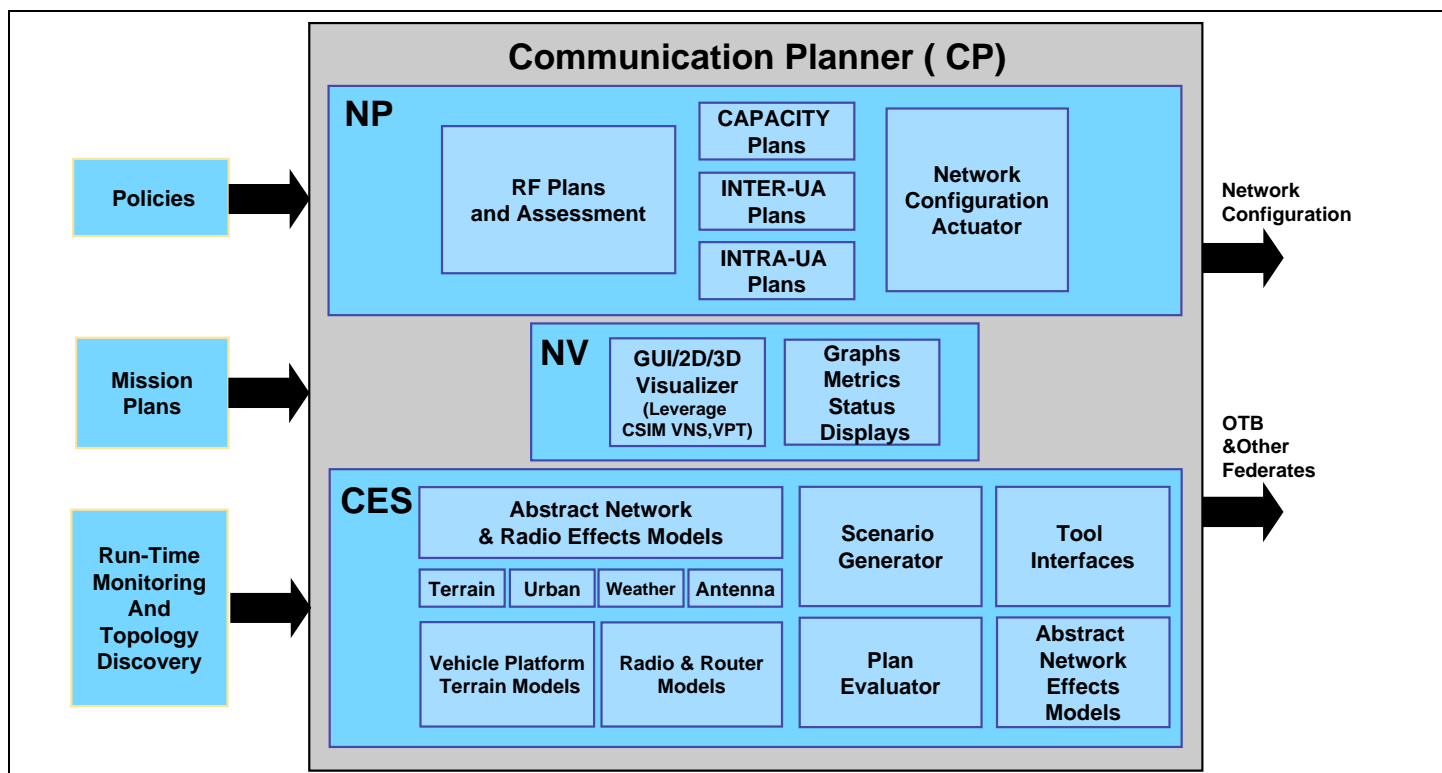 Communication Planner ( CP)
Policies
Mission
Plans
Run-Time
Monitoring
And
Topology
Discovery
NP
RF Plans
and Assessment
CAPACITY
Plans
INTER-UA
Plans
INTRA-UA
Plans
Network
Configuration
Actuator
NV
GUI/2D/3D
Visualizer
(Leverage
CSIM VNS,VPT)
Graphs
Metrics
Status
Displays
CES
Abstract Network
& Radio Effects Models
Terrain
Urban
Weather
Antenna
Vehicle Platform
Terrain Models
Radio & Router
Models
Scenario
Generator
Tool
Interfaces
Plan
Evaluator
Abstract
Network
Effects
Models
Network
Configuration
OTB
&Other
Federates